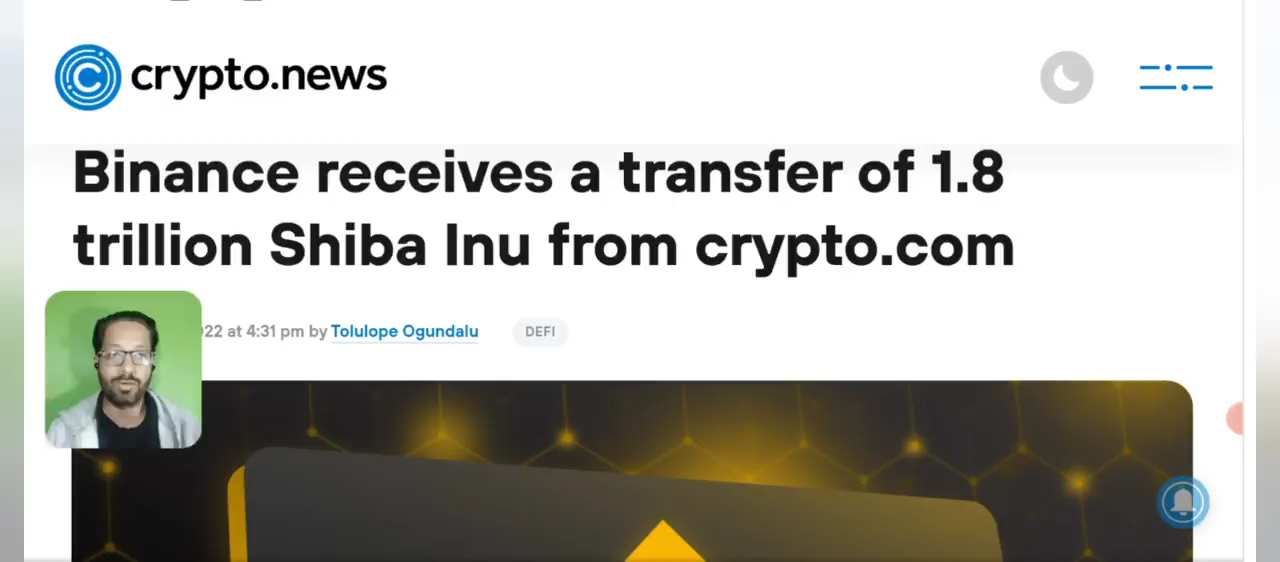 crypto.news
Binance receives a transfer of 1.8
trillion Shiba Inu from crypto.com
22 at 4:31 pm by Tolulope Ogundalu
DEFI